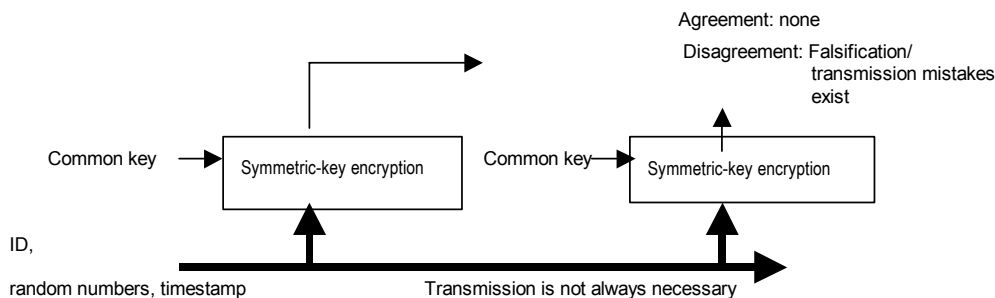 Agreement: none
Disagreement: Falsification/
transmission mistakes
exist
Common key
Symmetric-key encryption
Common key
Symmetric-key encryption
ID,
random numbers, timestamp
Transmission is not always necessary